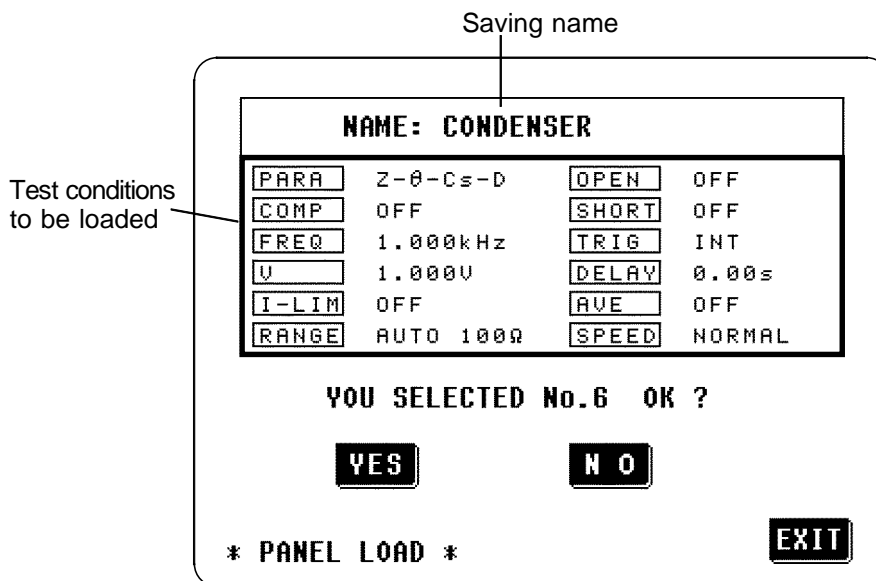 Saving name
NAME: CONDENSER
Test conditions
to be loaded
PARA Z-θ-Cs-D OPEN OFF
COMP OFF SHORT OFF
FREQ 1.000kHz TRIG INT
V 1.000V DELAY 0.00s
I-LIM OFF AVE OFF
RANGE AUTO 100Ω SPEED NORMAL
YOU SELECTED No.6 OK ?
YES N O
* PANEL LOAD * EXIT